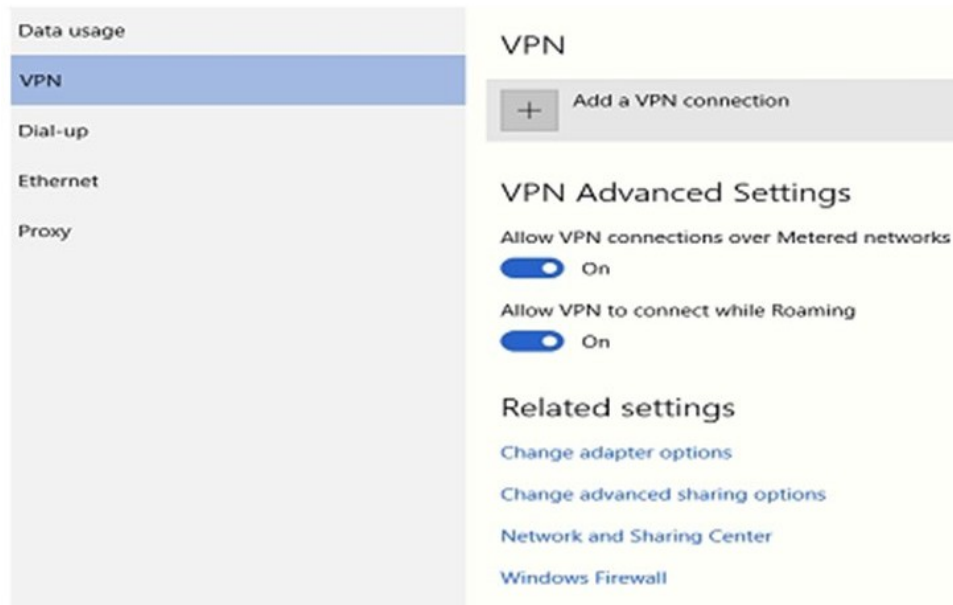 Data usage
VPN
Dial-up
Ethernet
Proxy
VPN
+ Add a VPN connection
VPN Advanced Settings
Allow VPN connections over Metered networks
On
Allow VPN to connect while Roaming
On
Related settings
Change adapter options
Change advanced sharing options
Network and Sharing Center
Windows Firewall